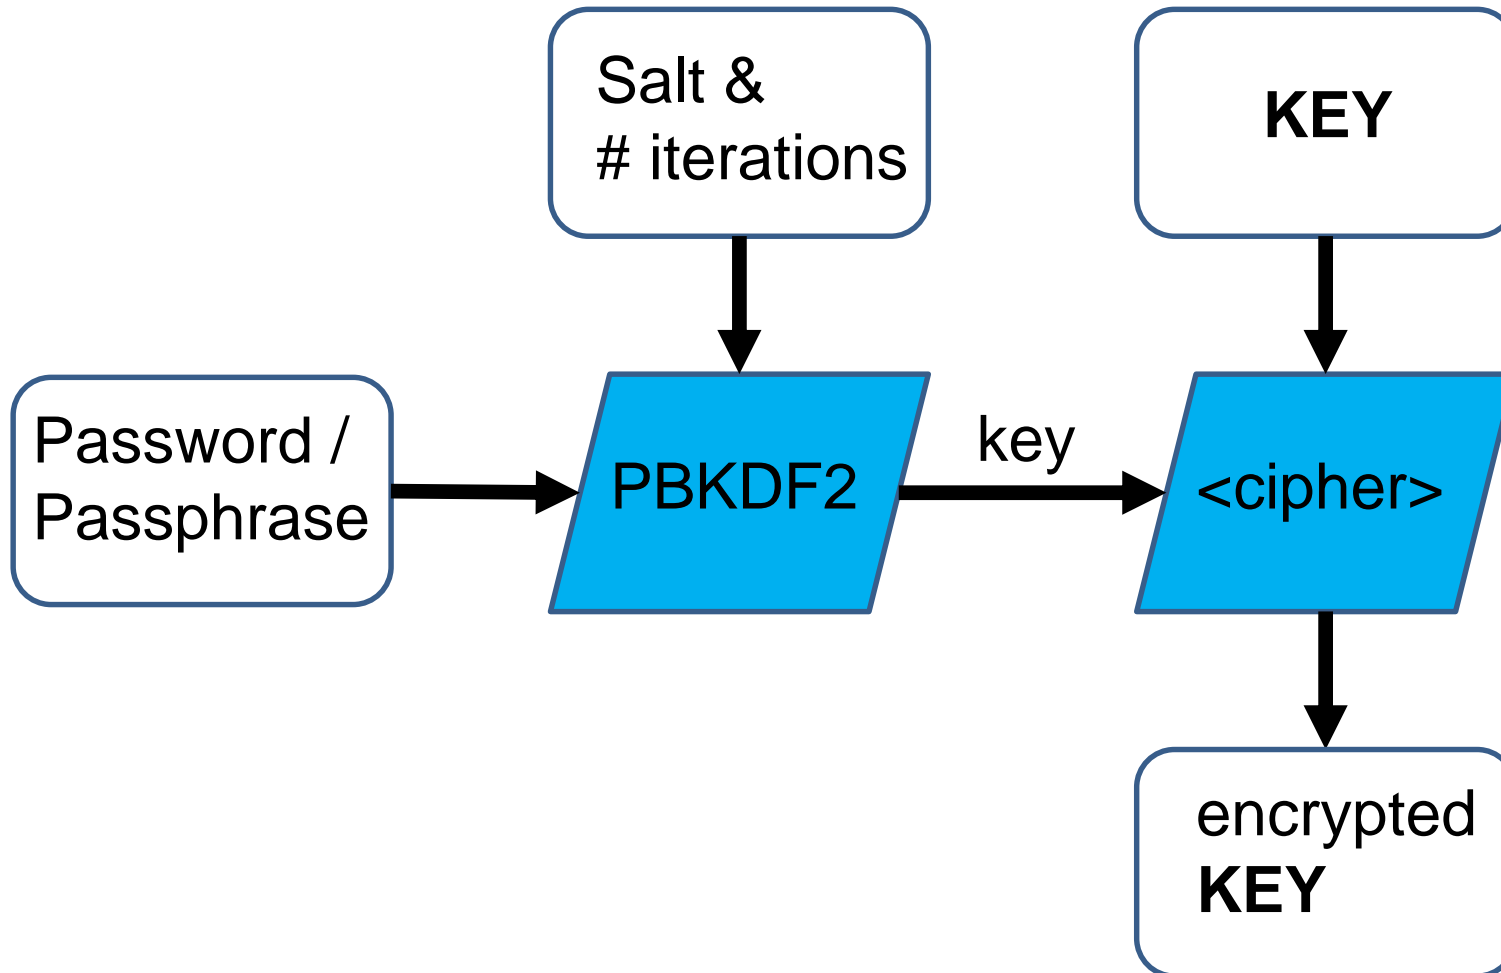 Salt &
# iterations
KEY
Password /
Passphrase
PBKDF2
key
<cipher>
encrypted
KEY